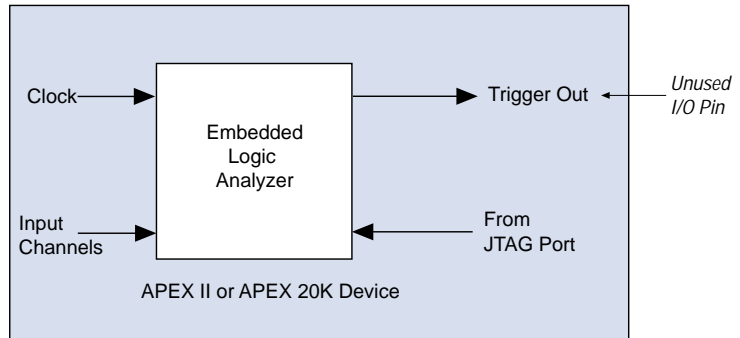 Clock
Embedded
Logic
Analyzer
Trigger Out
Unused
I/O Pin
Input
Channels
From
JTAG Port
APEX II or APEX 20K Device